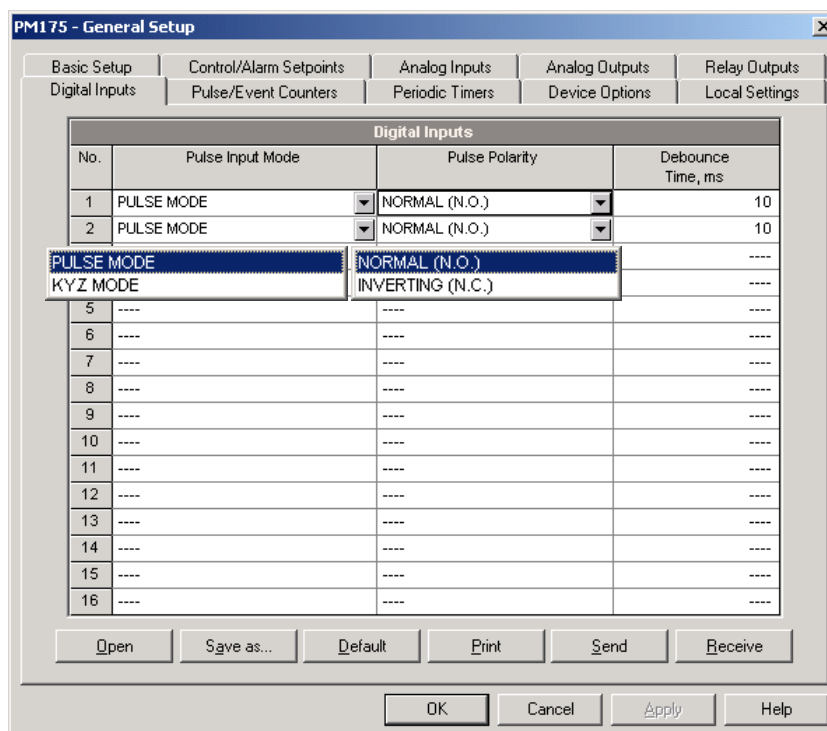 PM175 - General Setup
Basic Setup Control/Alarm Setpoints Analog Inputs Analog Outputs Relay Outputs
Digital Inputs Pulse/Event Counters Periodic Timers Device Options Local Settings
Digital Inputs
No. Pulse Input Mode Pulse Polarity Debounce
Time, ms
1 PULSE MODE NORMAL (N.O.) 10
2 PULSE MODE NORMAL (N.O.) 10
----
PULSE MODE NORMAL (N.O.)
KYZ MODE INVERTING (N.C.) ----
5 ---- ---- ----
6 ---- ---- ----
7 ---- ---- ----
8 ---- ---- ----
9 ---- ---- ----
10 ---- ---- ----
11 ---- ---- ----
12 ---- ---- ----
13 ---- ---- ----
14 ---- ---- ----
15 ---- ---- ----
16 ---- ---- ----
Open Save as... Default Print Send Receive
OK Cancel Apply Help